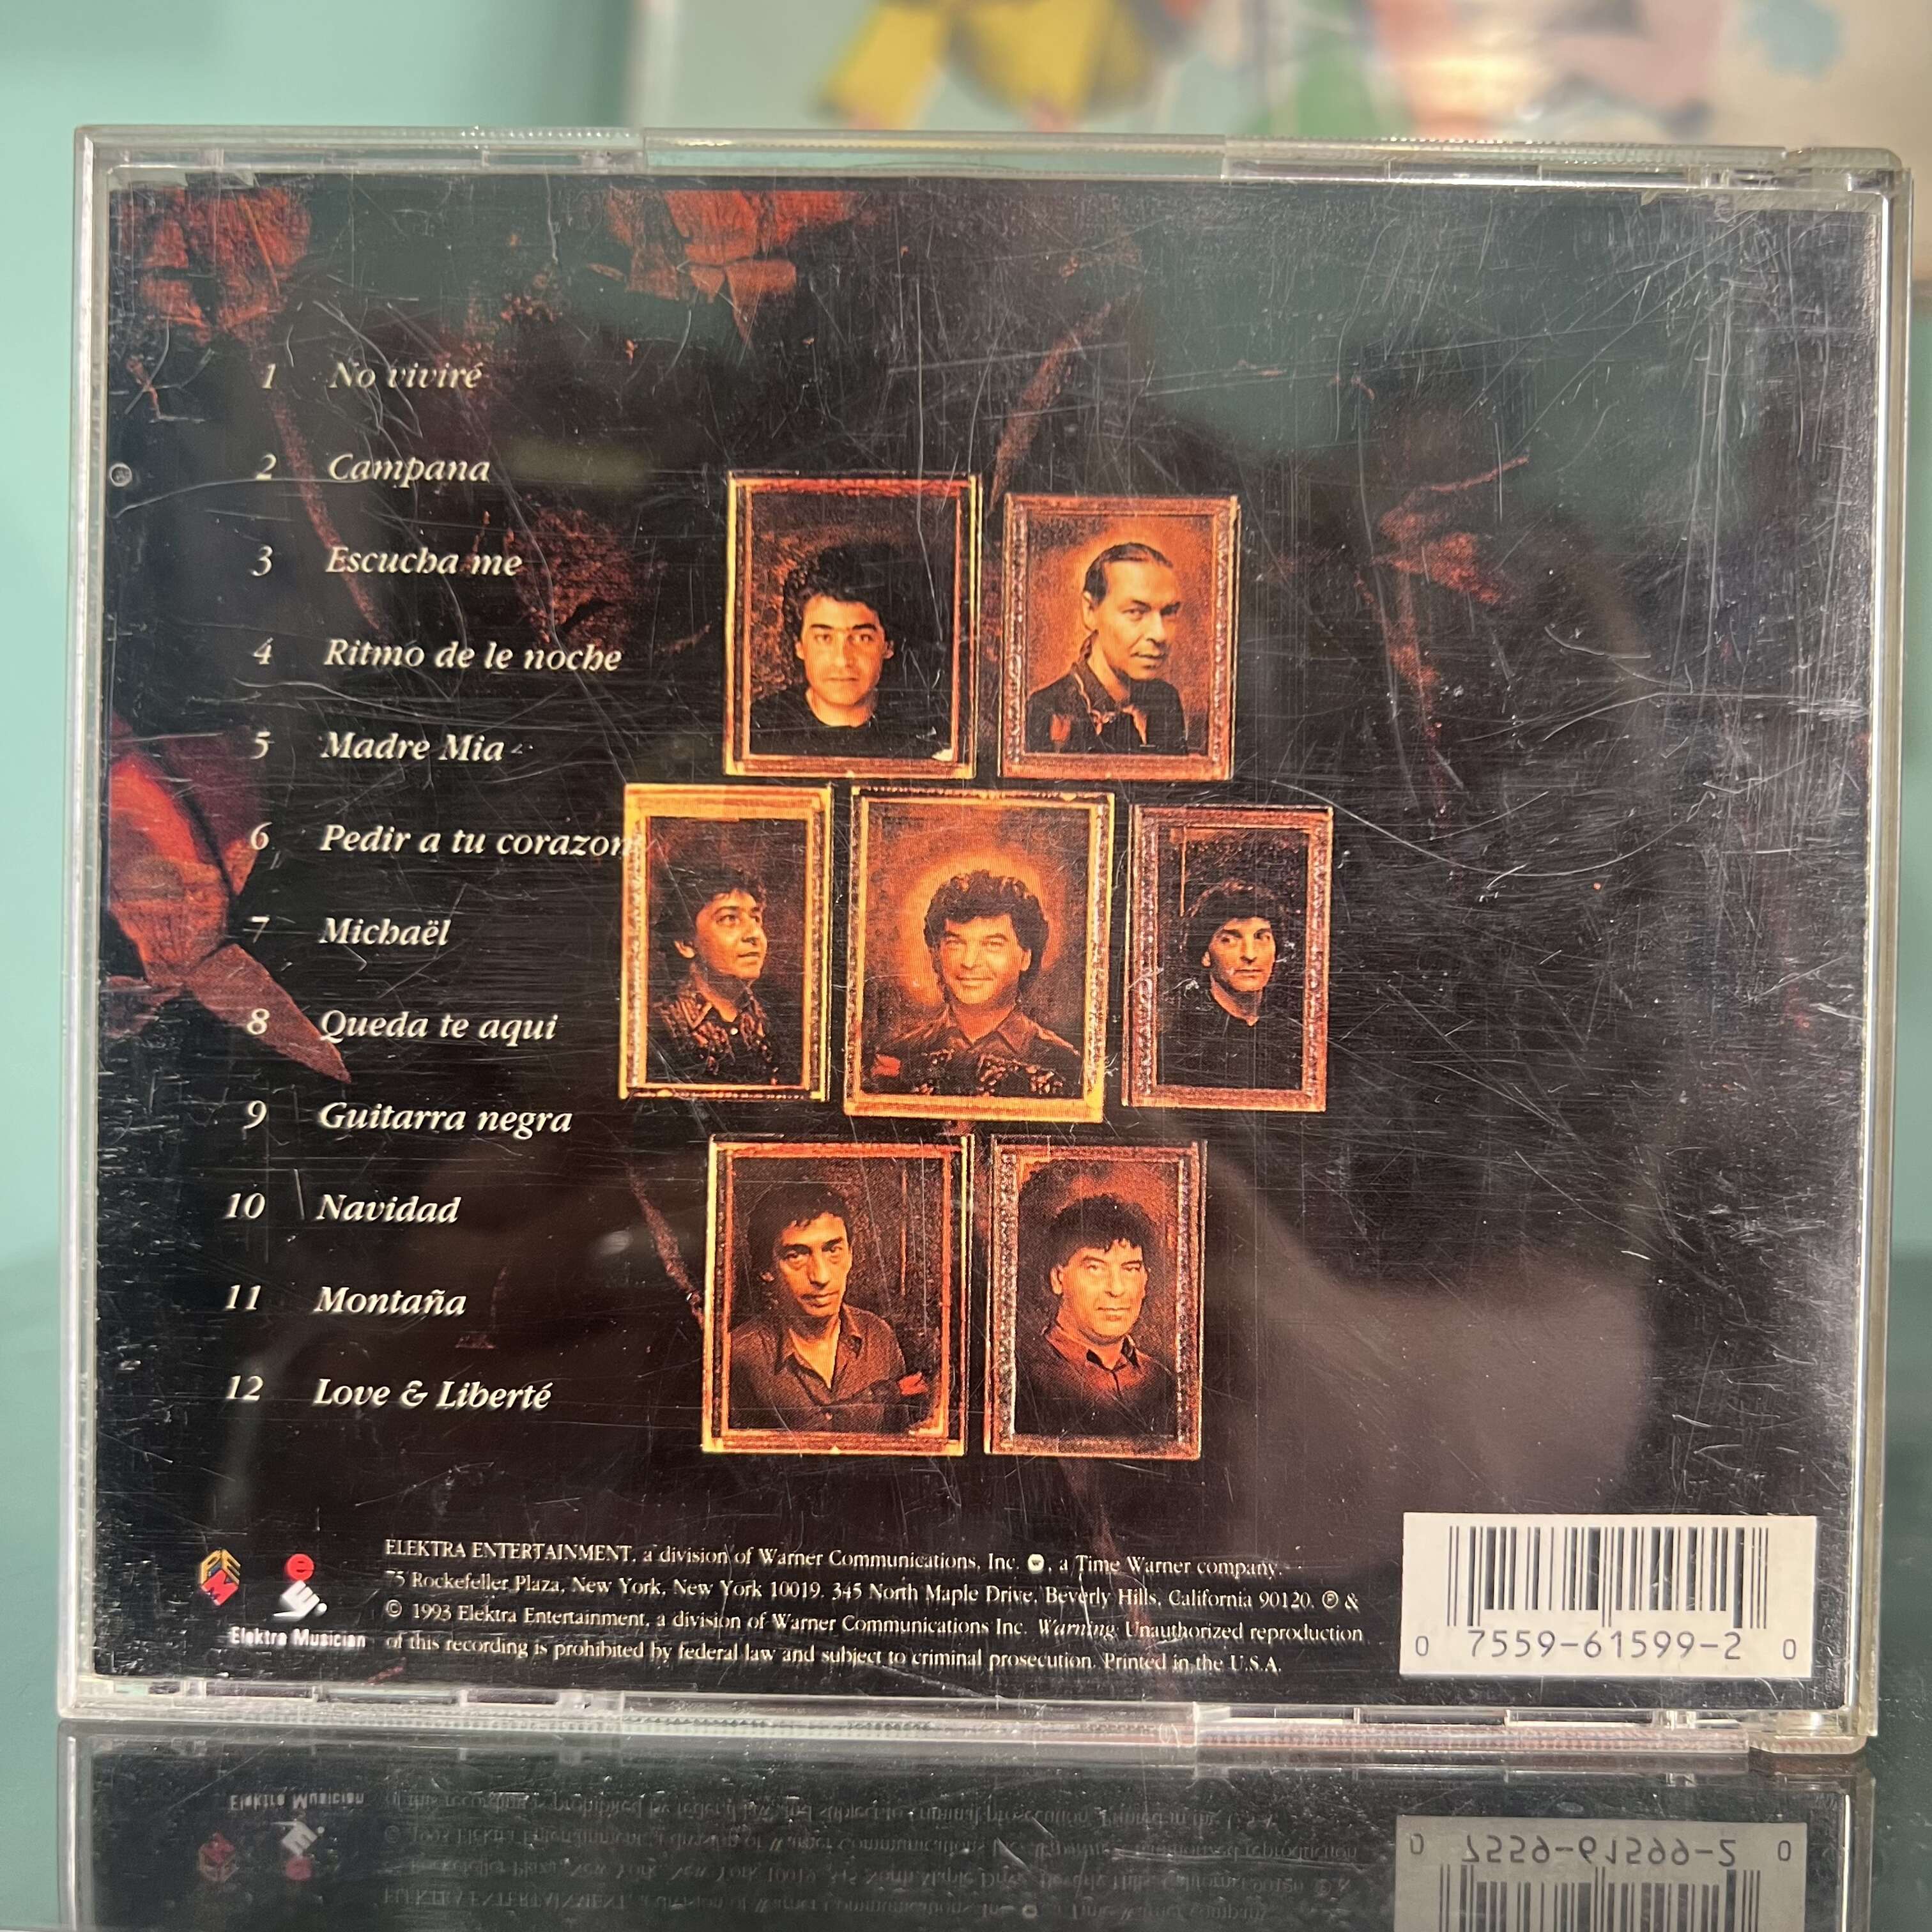 1 No viviré
2 Campana
3 Escucha me
4 Ritmo de le noche
5 Madre Mia
6 Pedir a tu corazon
7 Michaël
8 Queda te aqui
9 Guitarra negra
10 Navidad
11 Montaña
12 Love & Liberté
PEM
e
Elektra Musician
ELEKTRA ENTERTAINMENT, a division of Warner Communications, Inc. , a Time Warner company.
75 Rockefeller Plaza, New York, New York 10019. 345 North Maple Drive, Beverly Hills, California 90120. ℗ &
© 1993 Elektra Entertainment, a division of Warner Communications Inc. Warning: Unauthorized reproduction
of this recording is prohibited by federal law and subject to criminal prosecution. Printed in the U.S.A.
0 7559-61599-2 0